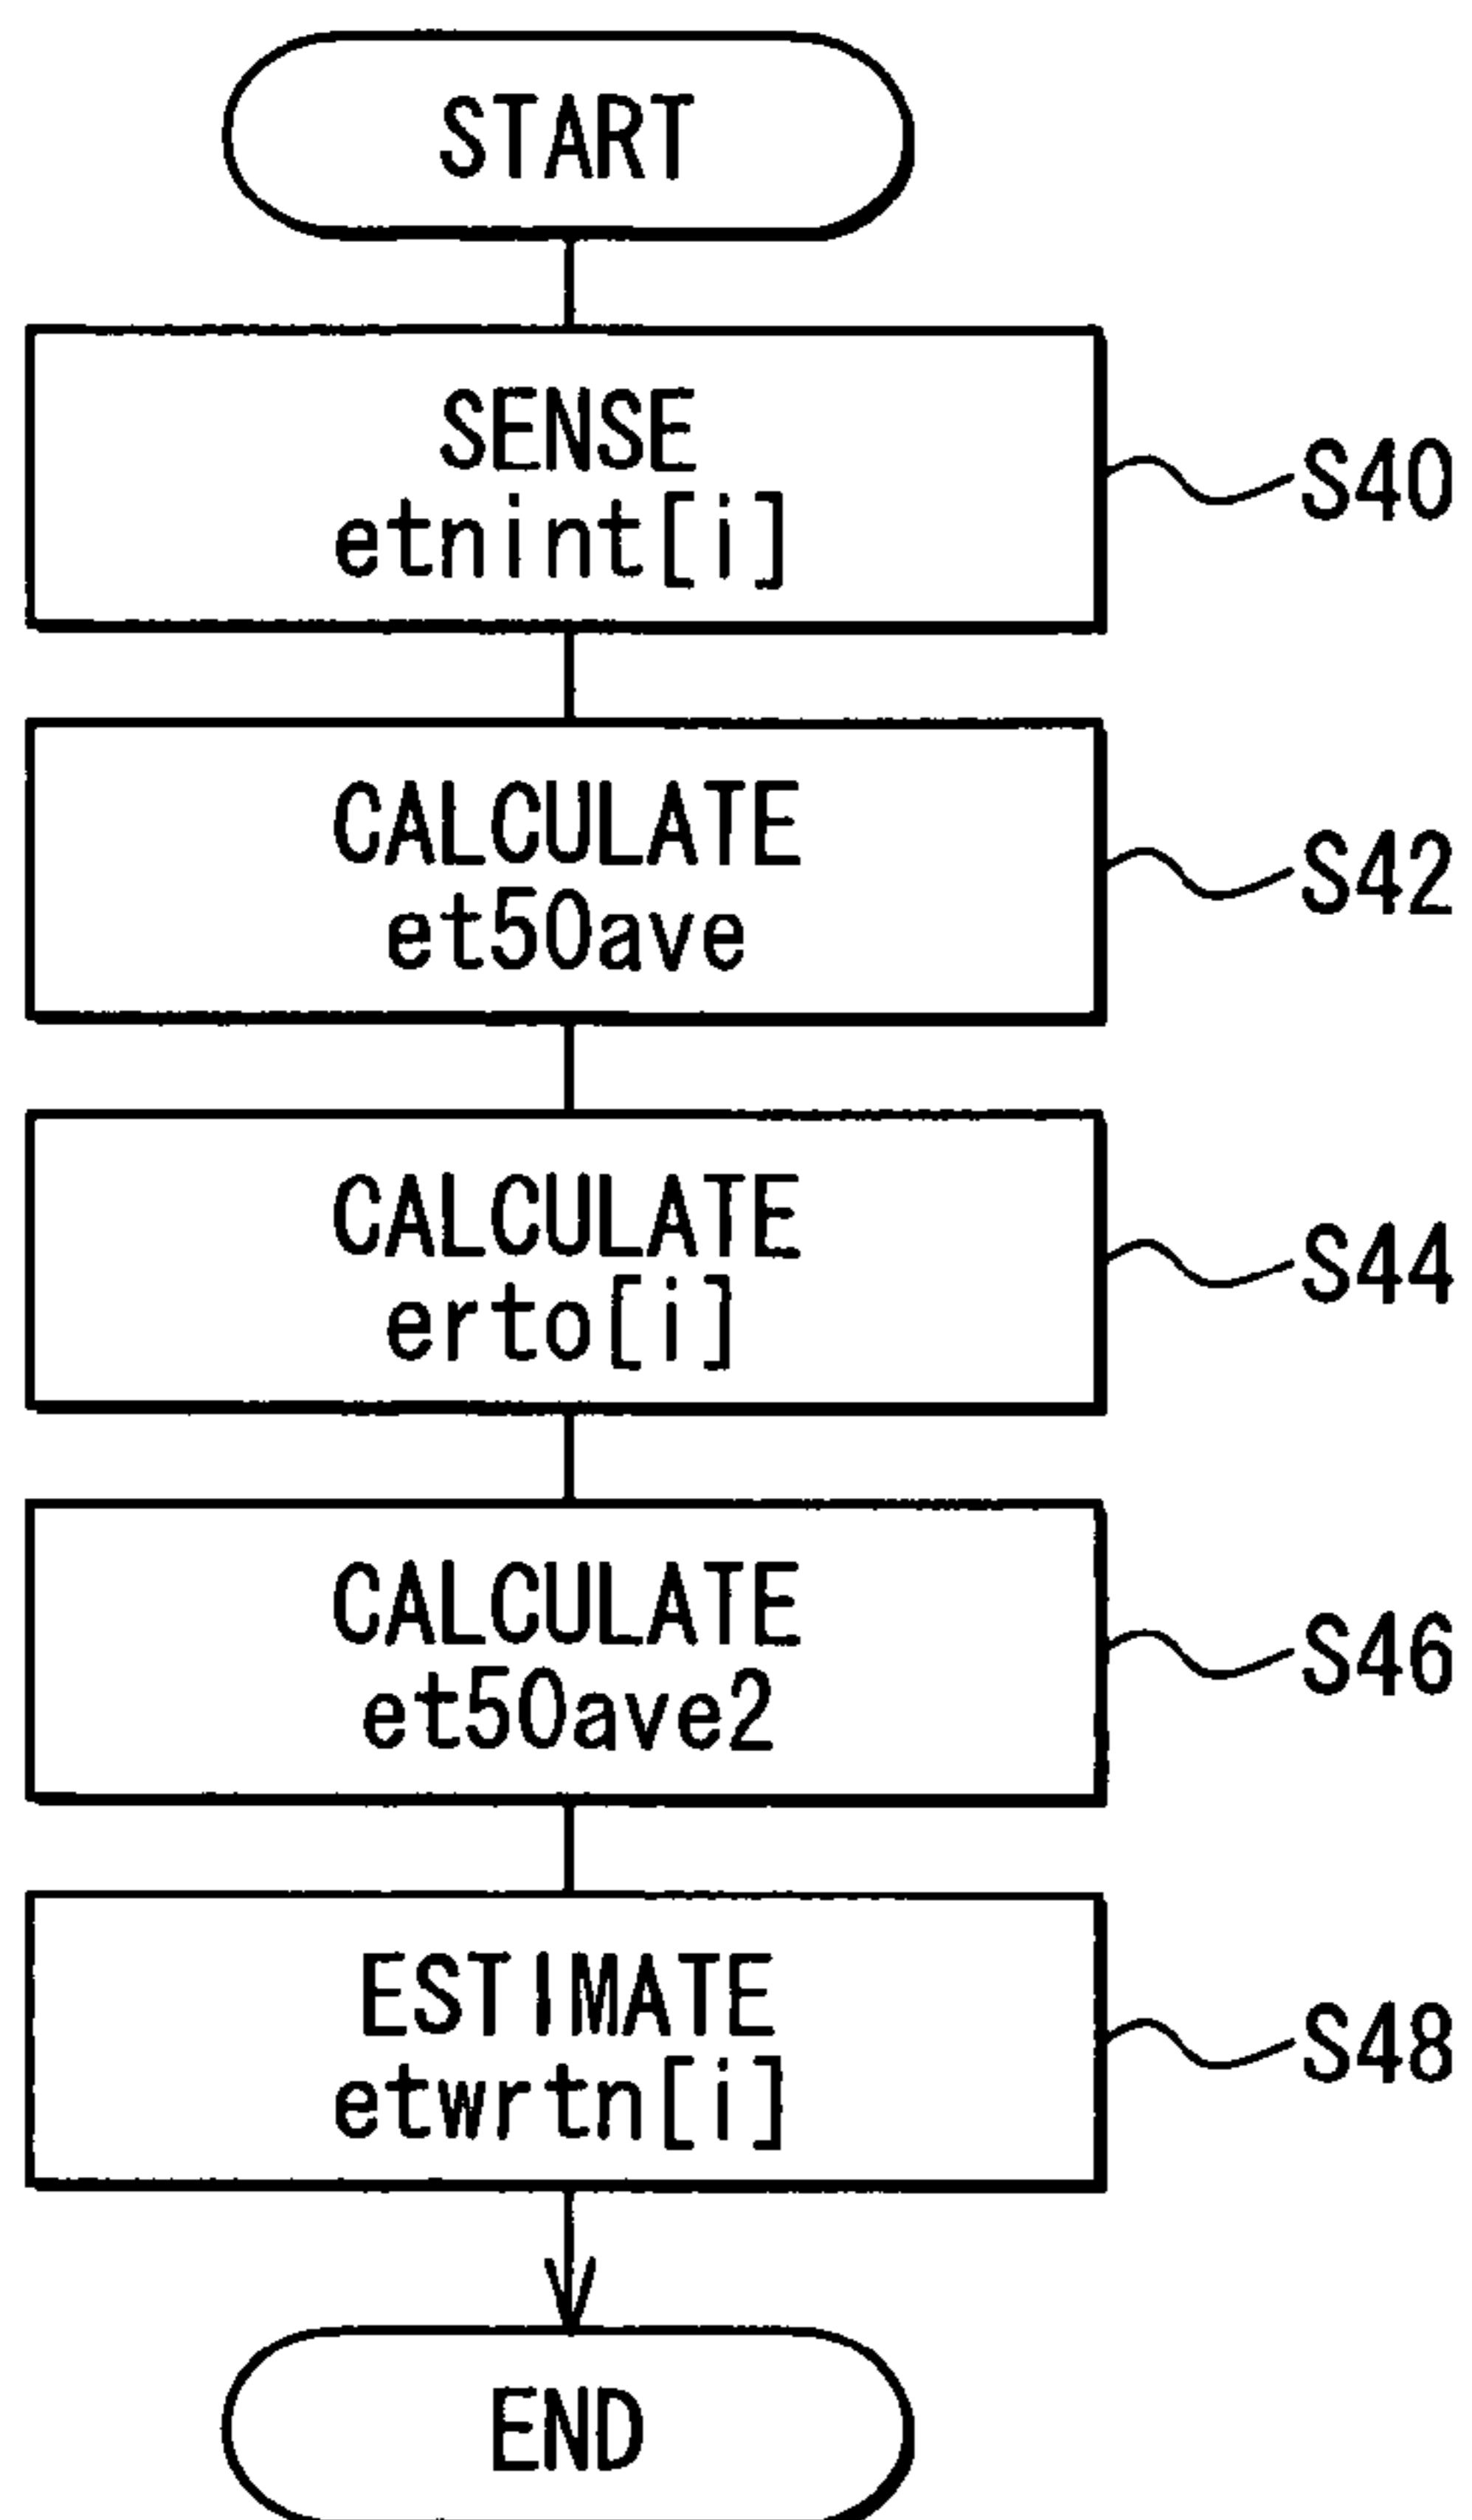 START
SENSE
etnint[i]
S40
CALCULATE
et50ave
S42
CALCULATE
erto[i]
S44
CALCULATE
et50ave2
S46
ESTIMATE
etwrtn[i]
S48
END